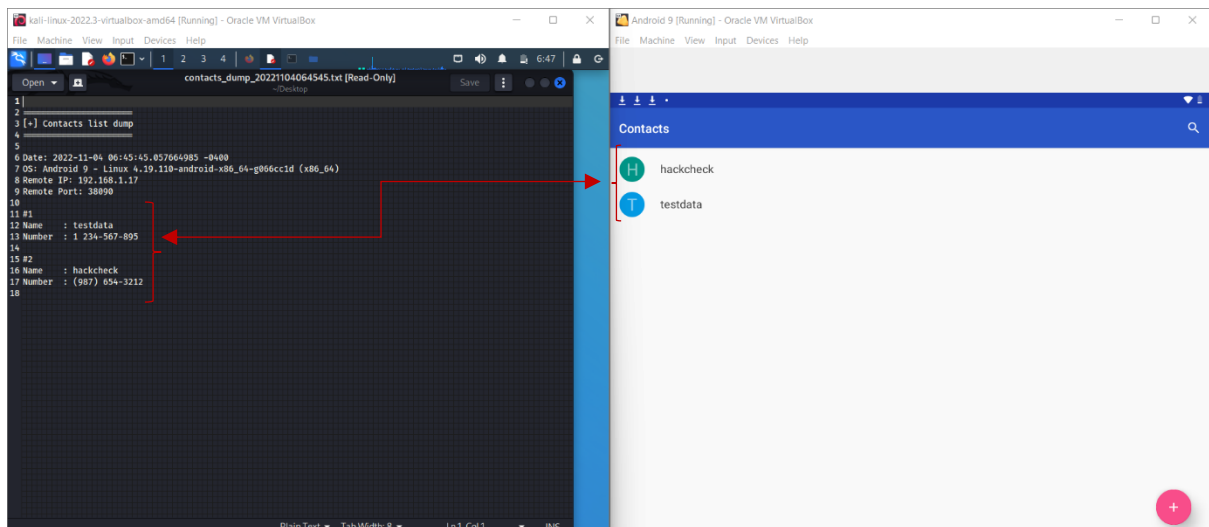 kali-linux-2022.3-virtualbox-amd64 [Running] - Oracle VM VirtualBox
File Machine View Input Devices Help
1 2 3 4
6:47
Open
contacts_dump_20221104064545.txt [Read-Only]
~/Desktop
Save
1
2 ======================
3 [+] Contacts list dump
4 ======================
5
6 Date: 2022-11-04 06:45:45.057664985 -0400
7 OS: Android 9 - Linux 4.19.110-android-x86_64-g066cc1d (x86_64)
8 Remote IP: 192.168.1.17
9 Remote Port: 38090
10
11 #1
12 Name : testdata
13 Number : 1 234-567-895
14
15 #2
16 Name : hackcheck
17 Number : (987) 654-3212
18
Plain Text Tab Width: 8 Ln 1, Col 1 INS
Android 9 [Running] - Oracle VM VirtualBox
File Machine View Input Devices Help
Contacts
H hackcheck
T testdata
+